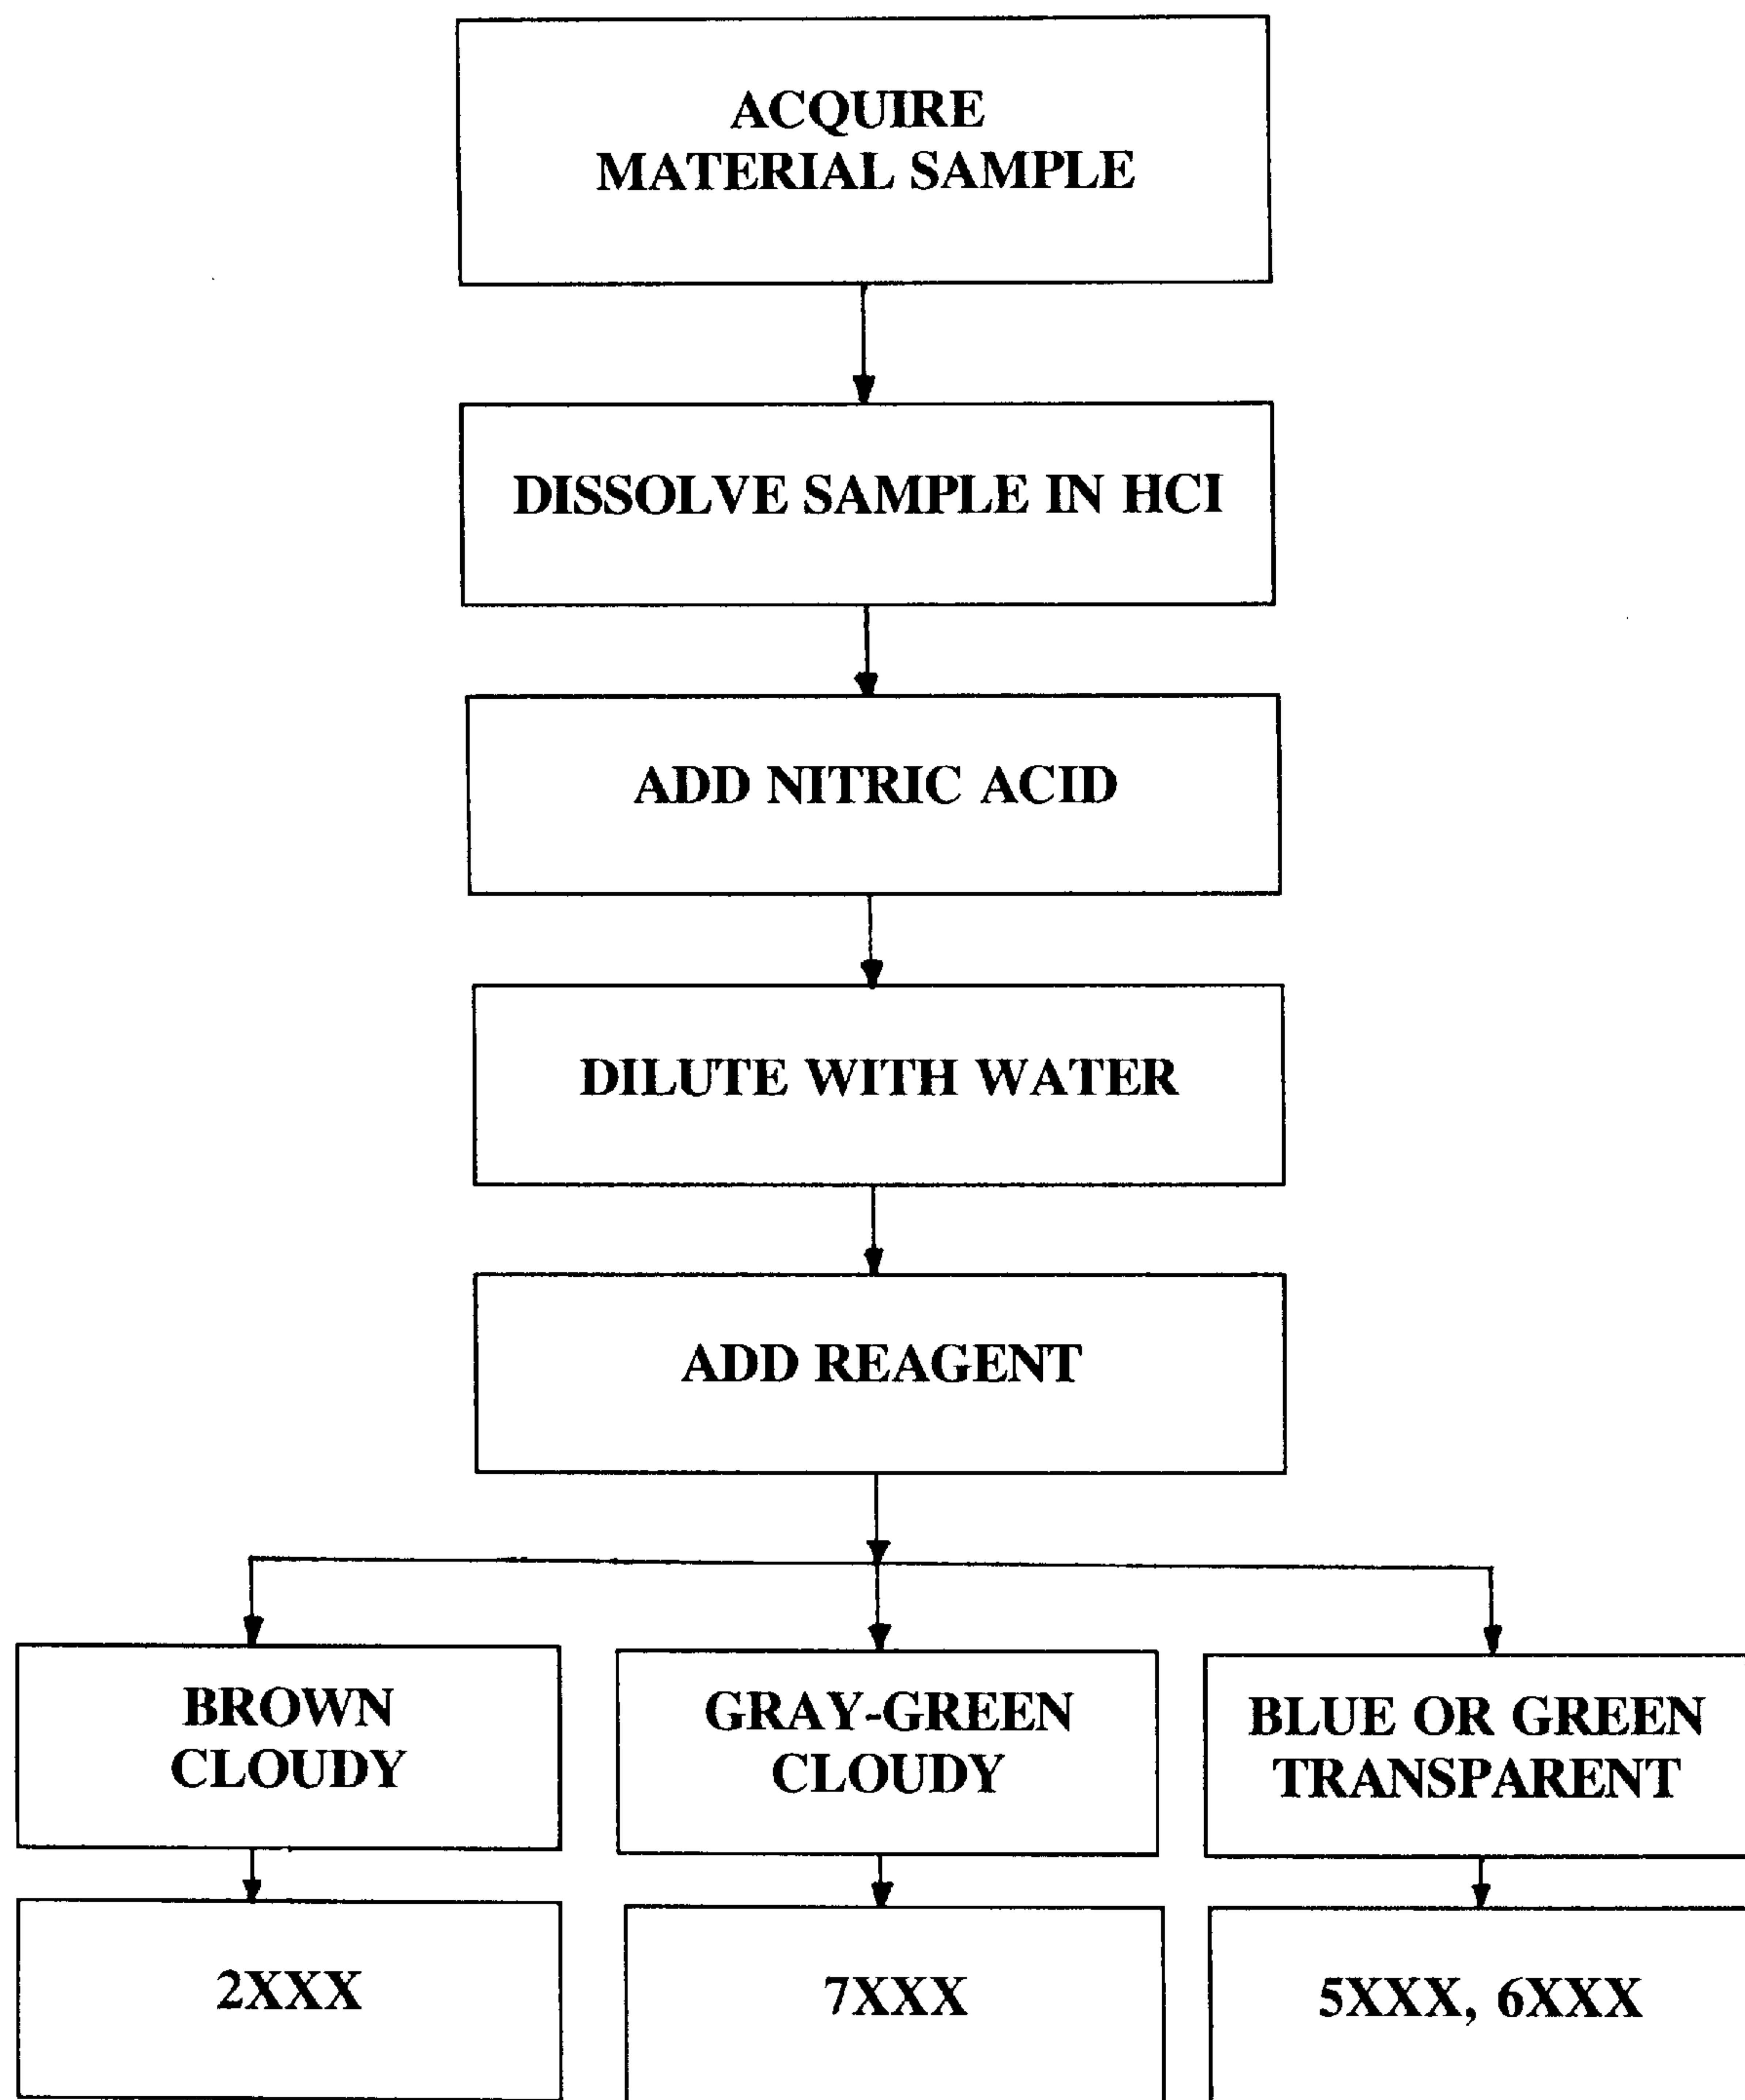 ACQUIRE
MATERIAL SAMPLE
DISSOLVE SAMPLE IN HCI
ADD NITRIC ACID
DILUTE WITH WATER
ADD REAGENT
BROWN
CLOUDY
GRAY-GREEN
CLOUDY
BLUE OR GREEN
TRANSPARENT
2XXX
7XXX
5XXX, 6XXX